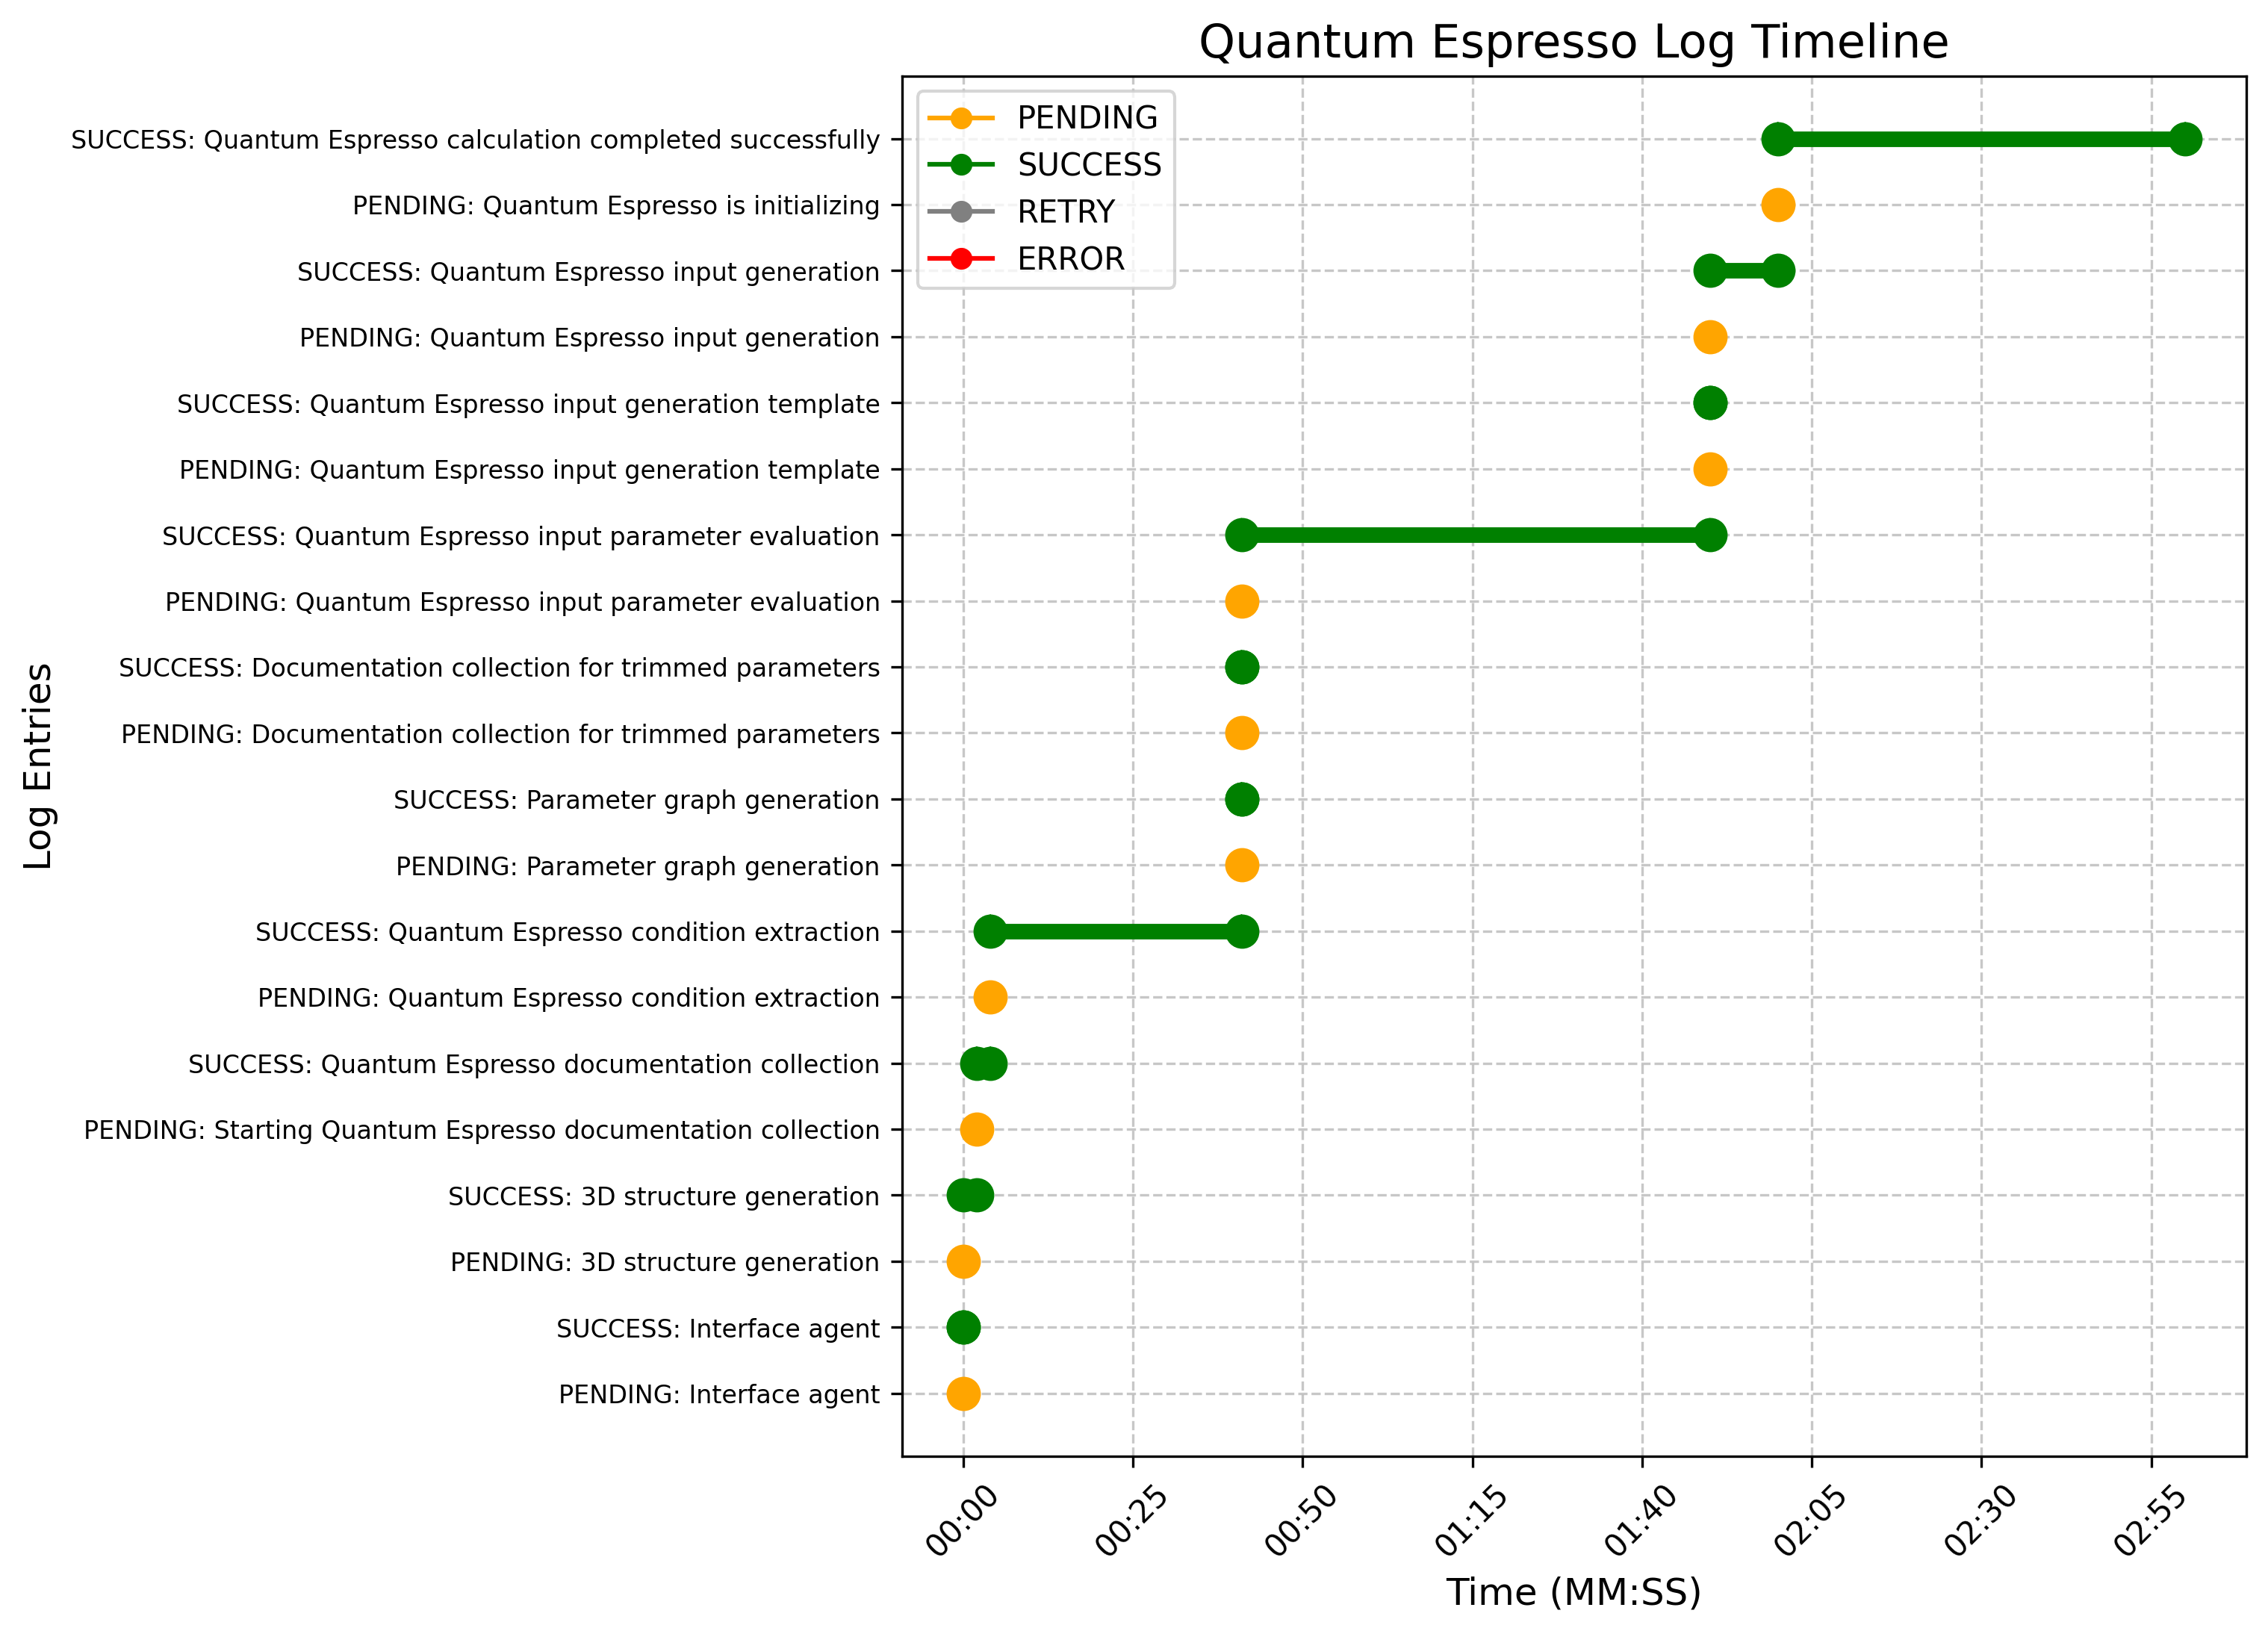 Quantum Espresso Log Timeline
PENDING
SUCCESS
RETRY
ERROR
SUCCESS: Quantum Espresso calculation completed successfully
PENDING: Quantum Espresso is initializing
SUCCESS: Quantum Espresso input generation
PENDING: Quantum Espresso input generation
SUCCESS: Quantum Espresso input generation template
PENDING: Quantum Espresso input generation template
SUCCESS: Quantum Espresso input parameter evaluation
PENDING: Quantum Espresso input parameter evaluation
SUCCESS: Documentation collection for trimmed parameters
PENDING: Documentation collection for trimmed parameters
SUCCESS: Parameter graph generation
PENDING: Parameter graph generation
SUCCESS: Quantum Espresso condition extraction
PENDING: Quantum Espresso condition extraction
SUCCESS: Quantum Espresso documentation collection
PENDING: Starting Quantum Espresso documentation collection
SUCCESS: 3D structure generation
PENDING: 3D structure generation
SUCCESS: Interface agent
PENDING: Interface agent
Log Entries
00:00
00:25
00:50
01:15
01:40
02:05
02:30
02:55
Time (MM:SS)